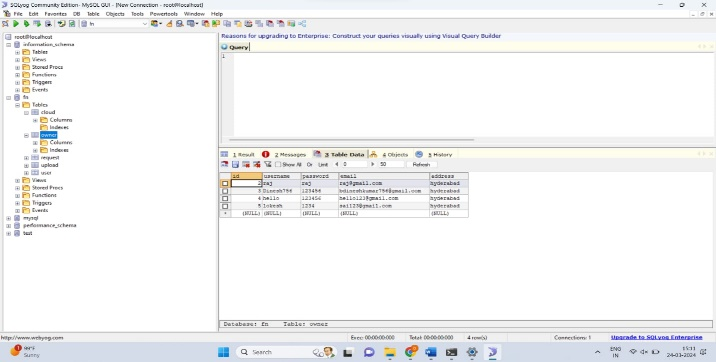 SQLyog Community Edition- MySQL GUI - [New Connection - root@localhost]
File Edit Favorites DB Table Objects Tools Powertools Window Help
fn
root@localhost
information_schema
Tables
Views
Stored Procs
Functions
Triggers
Events
fn
Tables
cloud
Columns
Indexes
owner
Columns
Indexes
request
upload
user
Views
Stored Procs
Functions
Triggers
Events
mysql
performance_schema
test
Reasons for upgrading to Enterprise: Construct your queries visually using Visual Query Builder
Query
1
1 Result 2 Messages 3 Table Data 4 Objects 5 History
Show All Or Limit 0 50 Refresh
id username password email address
2 raj raj raj@gmail.com hyderabad
3 Dinesh756 123456 bdineshkumar756@gmail.com hyderabad
4 hello 123456 hello123@gmail.com hyderabad
5 lokesh 1234 sai123@gmail.com hyderabad
* (NULL) (NULL) (NULL) (NULL) (NULL)
Database: fn Table: owner
http://www.webyog.com Exec: 00:00:00:000 Total: 00:00:00:000 4 row(s) Connections: 1 Upgrade to SQLyog Enterprise
Sunny
Search
ENG
IN
15:11
24-03-2024